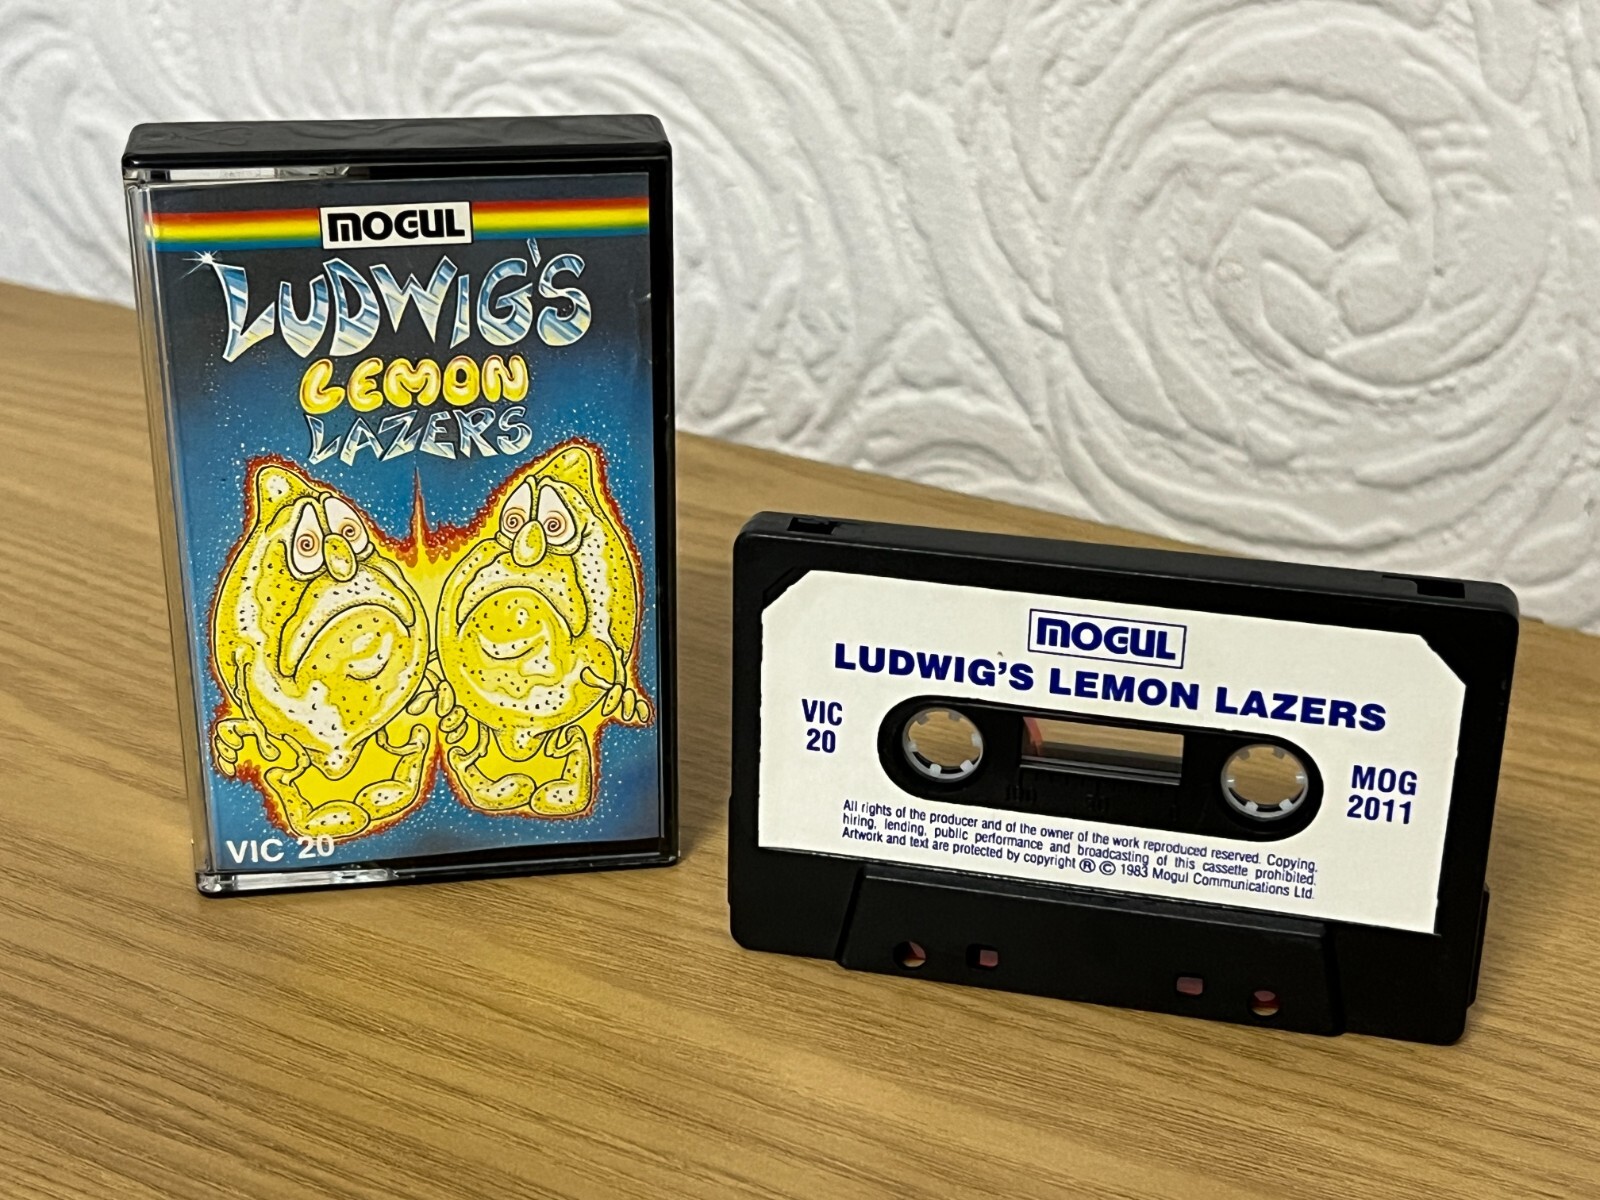 MOGUL
LUDWIG'S
LEMON
LAZERS
VIC 20
MOGUL
LUDWIG'S LEMON LAZERS
VIC
20
MOG
2011
All rights of the producer and of the owner of the work reproduced reserved. Copying,
hiring, lending, public performance and broadcasting of this cassette prohibited.
Artwork and text are protected by copyright ® © 1983 Mogul Communications Ltd.